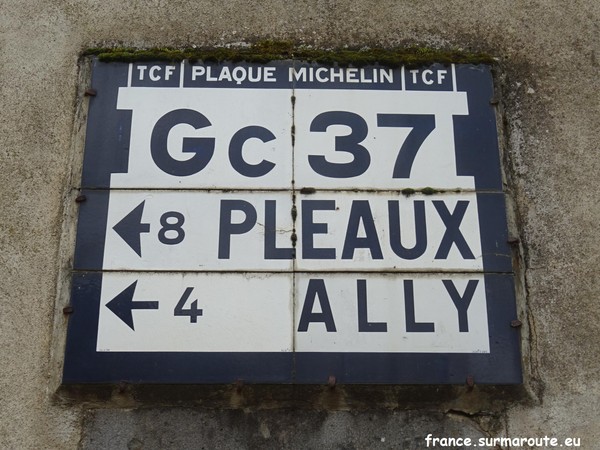 TCF PLAQUE MICHELIN TCF
Gc 37
8 PLEAUX
4 ALLY
france.surmaroute.eu